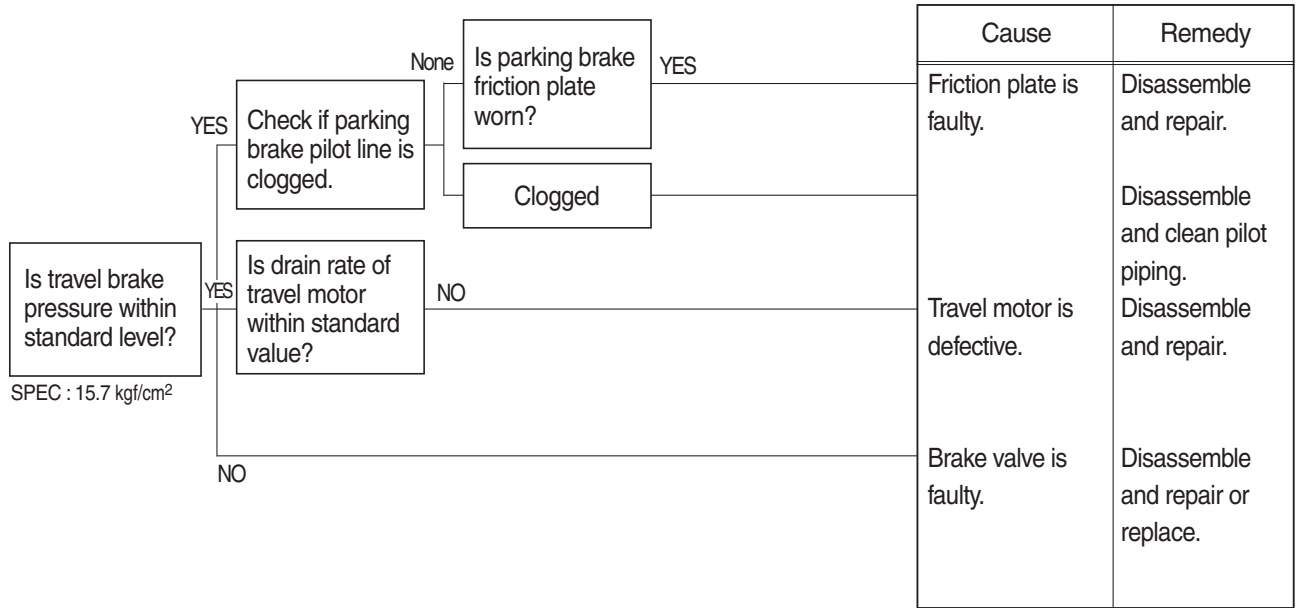 Is travel brake
pressure within
standard level?
SPEC : 15.7 kgf/cm2
YES
Check if parking
brake pilot line is
clogged.
None
Is parking brake
friction plate
worn?
YES
Clogged
YES
Is drain rate of
travel motor
within standard
value?
NO
NO
Cause
Remedy
Friction plate is
faulty.
Disassemble
and repair.
Disassemble
and clean pilot
piping.
Travel motor is
defective.
Disassemble
and repair.
Brake valve is
faulty.
Disassemble
and repair or
replace.